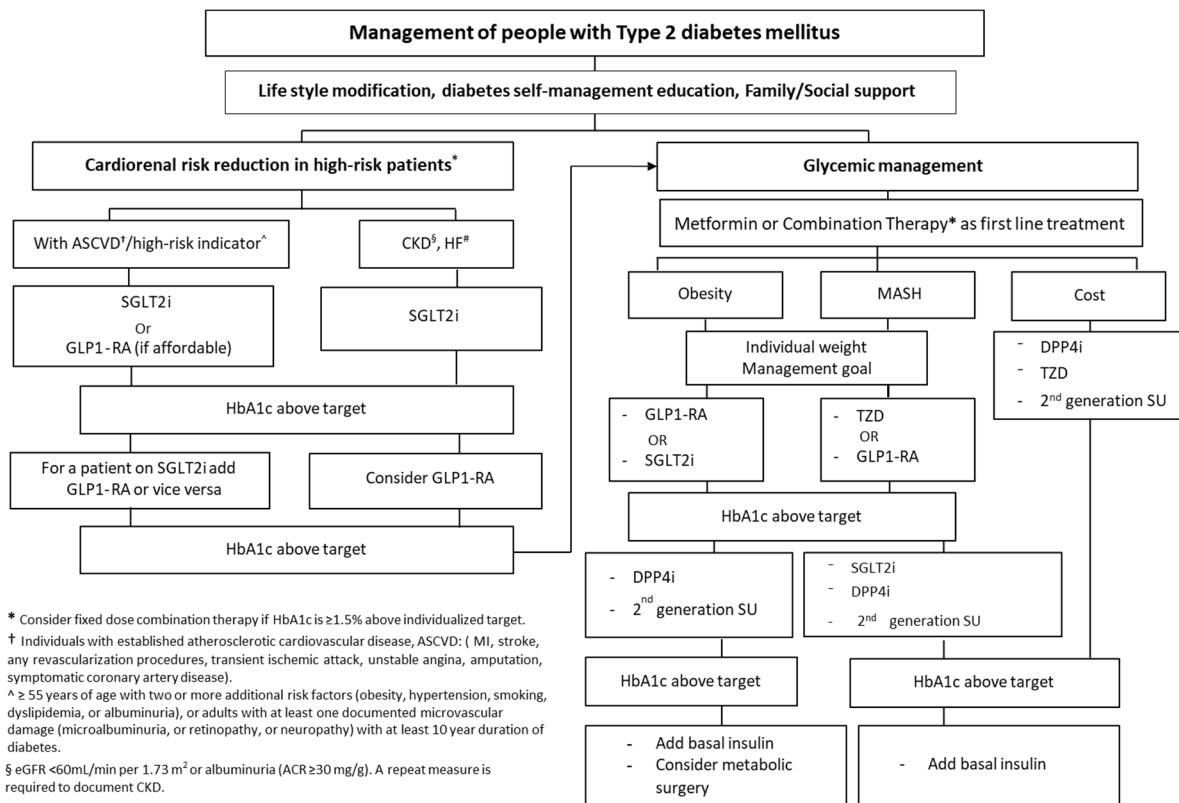 Management of people with Type 2 diabetes mellitus
Life style modification, diabetes self-management education, Family/Social support
Cardiorenal risk reduction in high-risk patients*
With ASCVD†/high-risk indicator^
CKD§, HF#
SGLT2i
Or
GLP1-RA (if affordable)
SGLT2i
HbA1c above target
For a patient on SGLT2i add
GLP1-RA or vice versa
Consider GLP1-RA
HbA1c above target
Glycemic management
Metformin or Combination Therapy* as first line treatment
Obesity
MASH
Cost
Individual weight
Management goal
- DPP4i
- TZD
- 2nd generation SU
- GLP1-RA
OR
- SGLT2i
- TZD
OR
- GLP1-RA
HbA1c above target
- DPP4i
- 2nd generation SU
- SGLT2i
- DPP4i
- 2nd generation SU
HbA1c above target
HbA1c above target
- Add basal insulin
- Consider metabolic
surgery
- Add basal insulin
* Consider fixed dose combination therapy if HbA1c is ≥1.5% above individualized target.
† Individuals with established atherosclerotic cardiovascular disease, ASCVD: ( MI, stroke,
any revascularization procedures, transient ischemic attack, unstable angina, amputation,
symptomatic coronary artery disease).
^ ≥ 55 years of age with two or more additional risk factors (obesity, hypertension, smoking,
dyslipidemia, or albuminuria), or adults with at least one documented microvascular
damage (microalbuminuria, or retinopathy, or neuropathy) with at least 10 year duration of
diabetes.
§ eGFR <60mL/min per 1.73 m² or albuminuria (ACR ≥30 mg/g). A repeat measure is
required to document CKD.